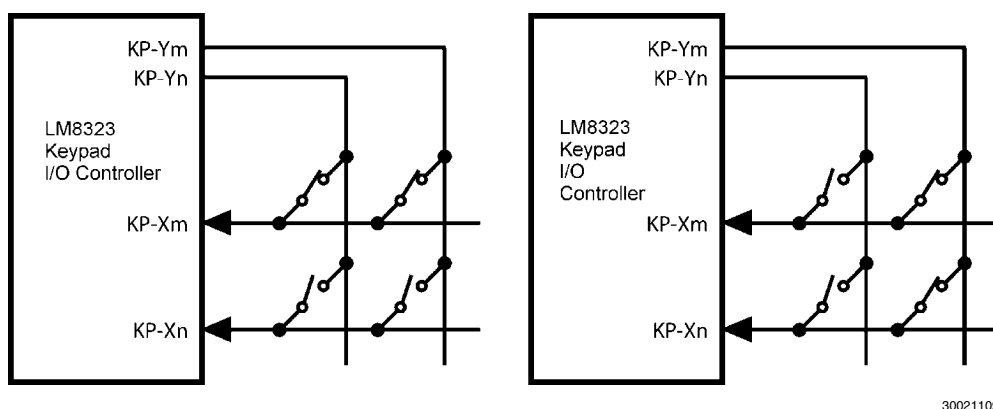 KP-Ym
KP-Yn
LM8323
Keypad
I/O Controller
KP-Xm
KP-Xn
KP-Ym
KP-Yn
LM8323
Keypad
I/O
Controller
KP-Xm
KP-Xn